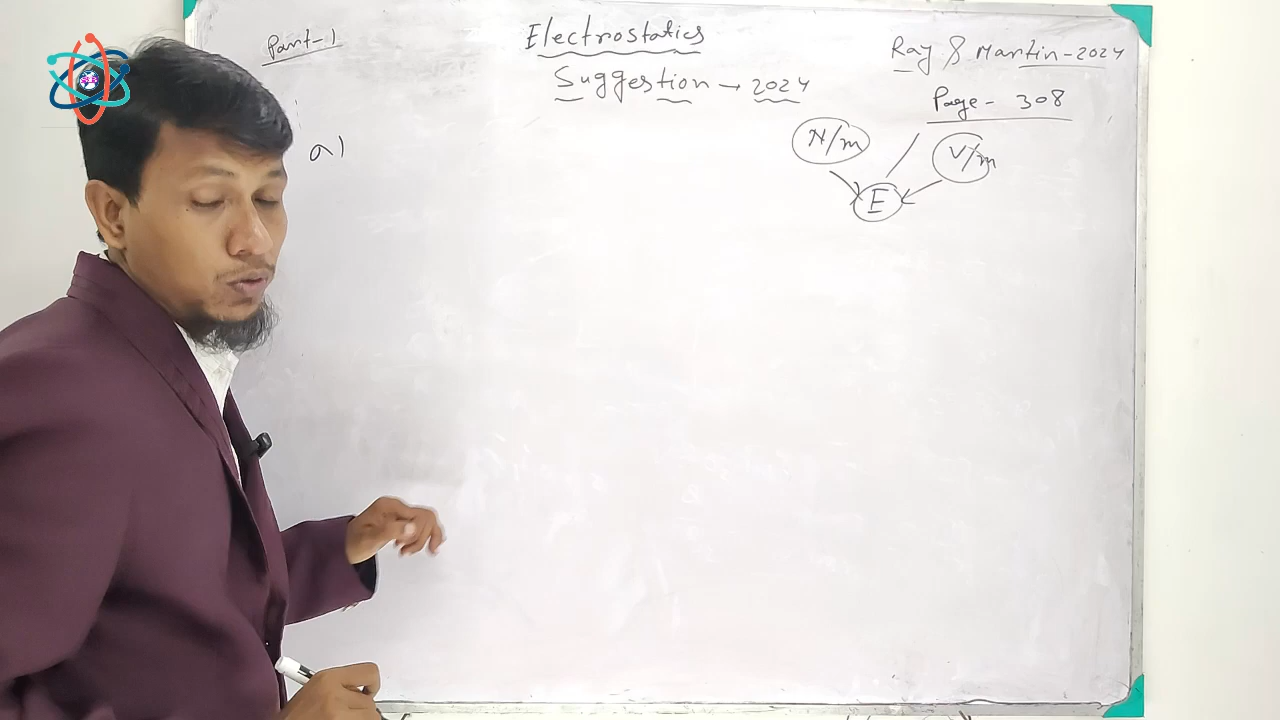 Part-1
Electrostatics
Suggestion → 2024
Ray & Martin-2024
Page - 308
a)
N/m
V/m
E